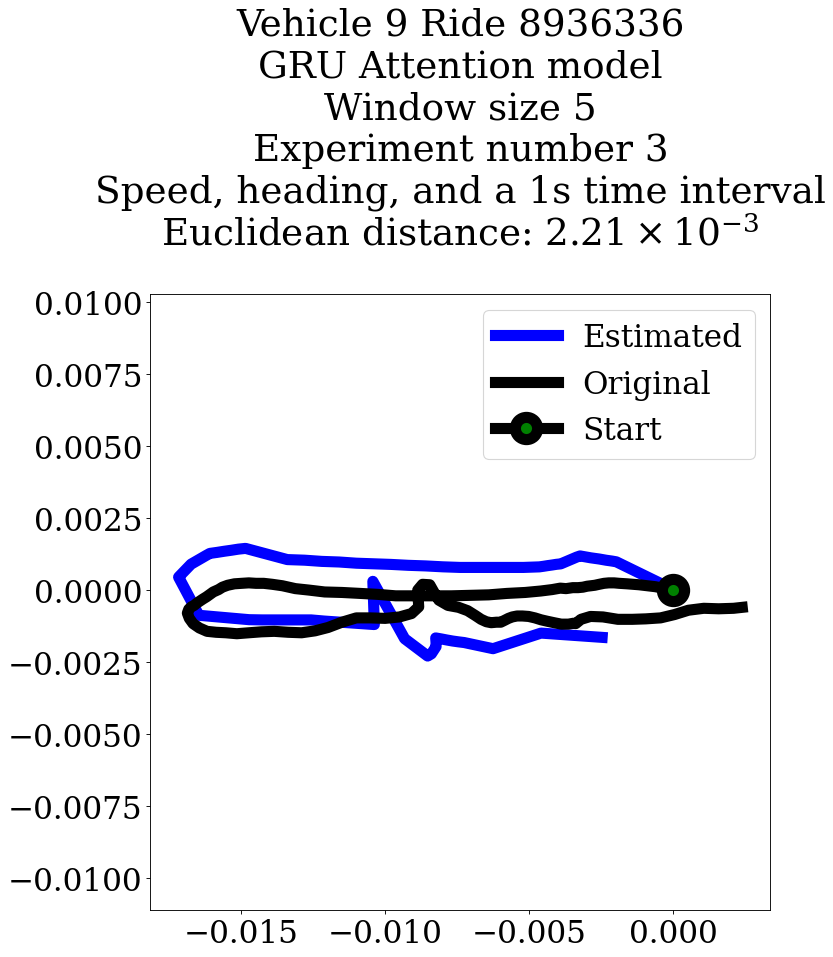 Vehicle 9 Ride 8936336
GRU Attention model
Window size 5
Experiment number 3
Speed, heading, and a 1s time interval
Euclidean distance: 2.21 × 10⁻³
Estimated
Original
Start
0.0100
0.0075
0.0050
0.0025
0.0000
−0.0025
−0.0050
−0.0075
−0.0100
−0.015 −0.010 −0.005 0.000